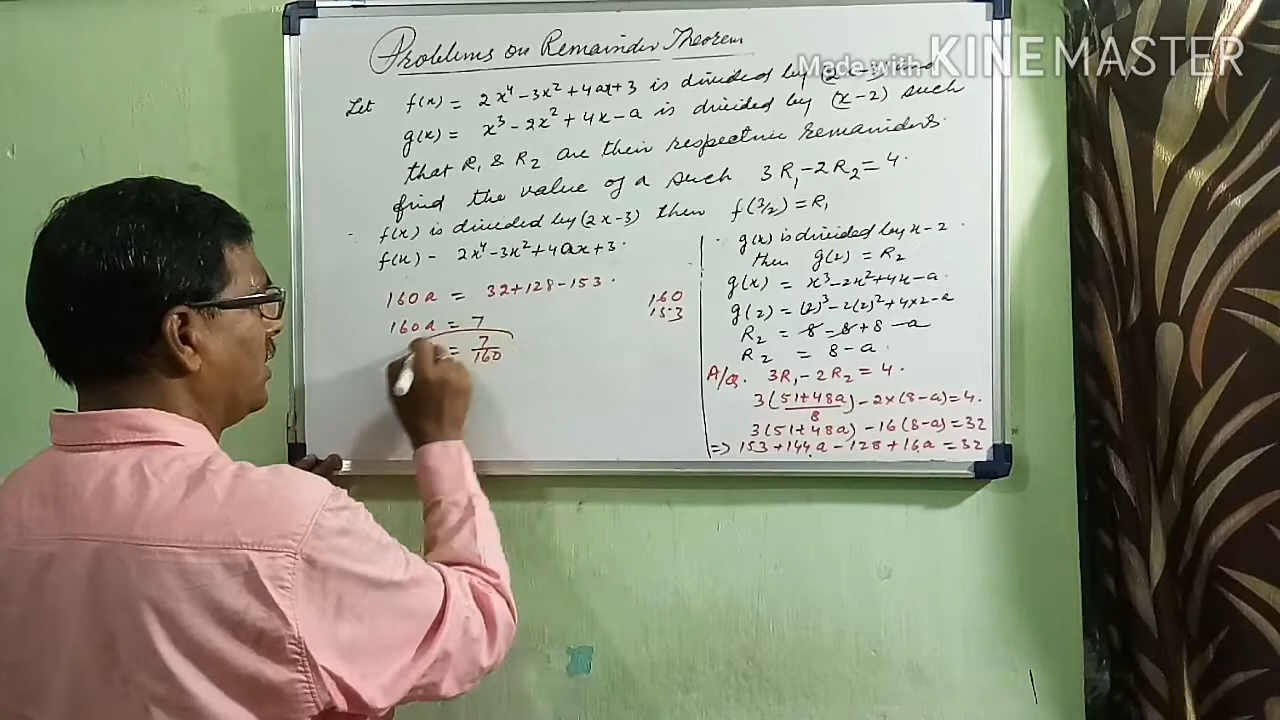 Problems on Remainder Theorem
Made with KINEMASTER
Let f(x) = 2x⁴ - 3x² + 4ax + 3 is divided by (2x-3) and
g(x) = x³ - 2x² + 4x - a is divided by (x-2) such
that R₁ & R₂ are their respective remainders.
find the value of a such 3R₁ - 2R₂ = 4.
f(x) is divided by (2x-3) then f(3/2) = R₁
f(x) - 2x⁴ - 3x² + 4ax + 3.
160a = 32+128-153.
160a = 7
= 7/160
160
153
g(x) is divided by x-2
then g(2) = R₂
g(x) = x³ - 2x² + 4x - a.
g(2) = (2)³ - 2(2)² + 4×2 - a
R₂ = 8 - 8 + 8 - a
R₂ = 8 - a.
A/Q. 3R₁ - 2R₂ = 4.
3(51+48a)/8 - 2×(8-a) = 4.
3(51+48a) - 16(8-a) = 32
=> 153+144a - 128 + 16a = 32